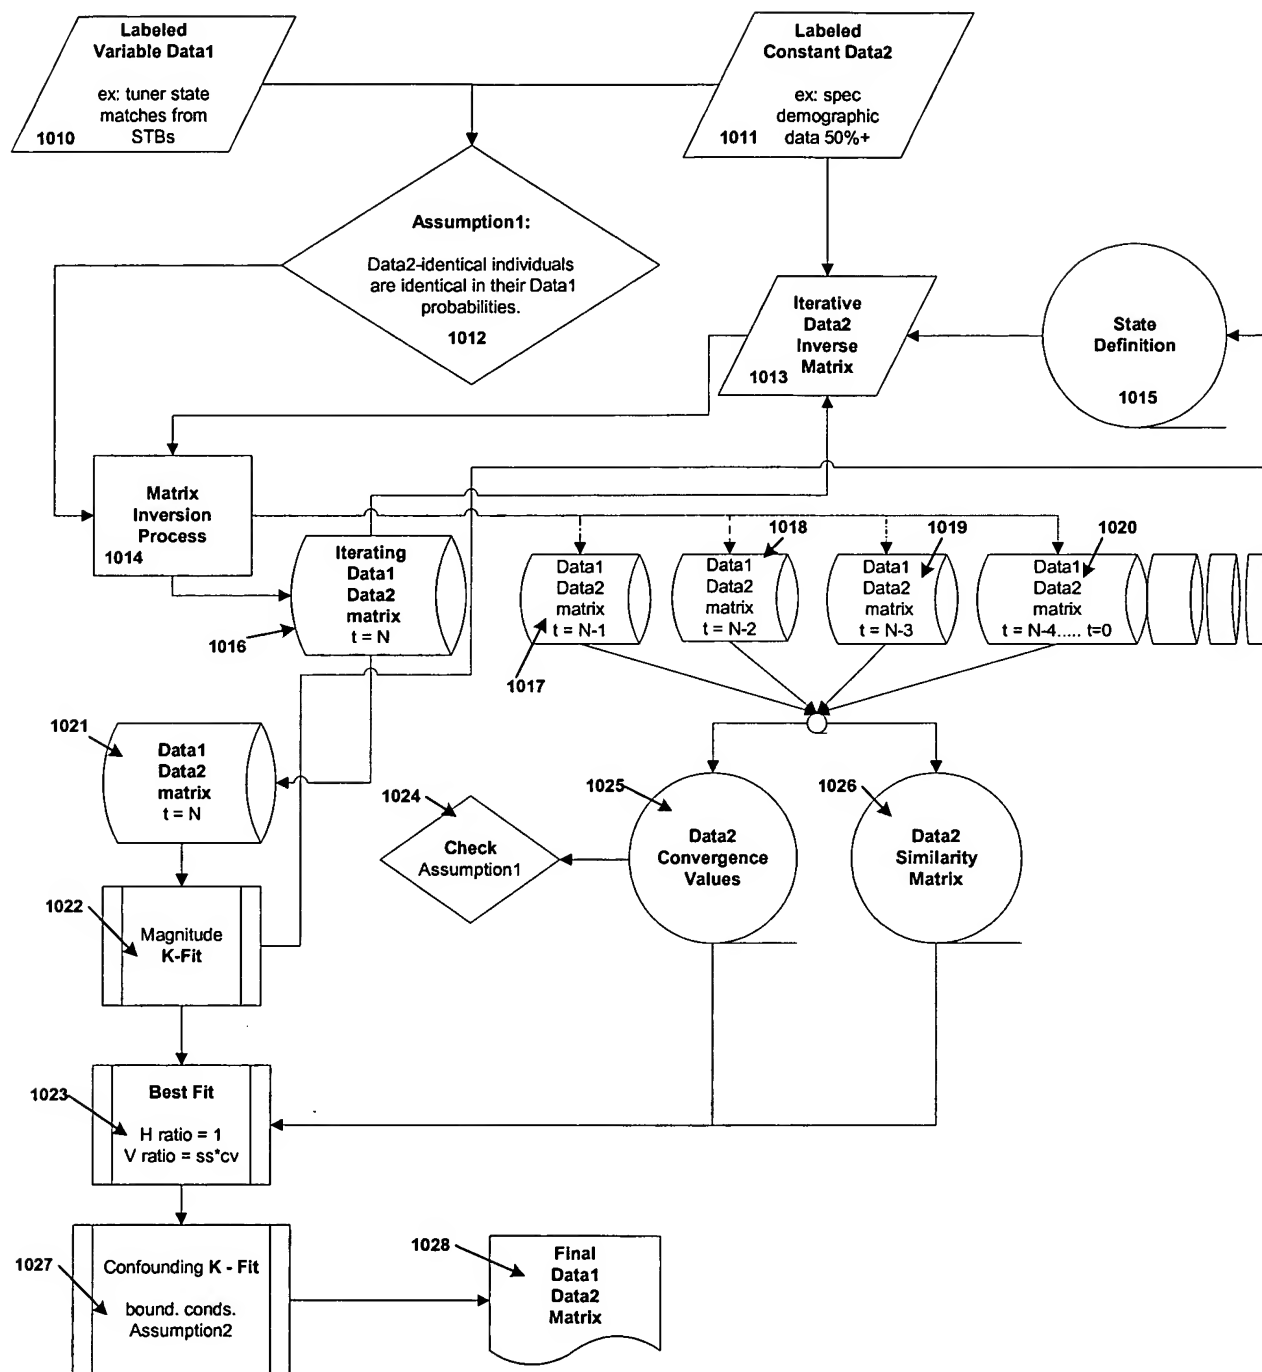 Labeled
Variable Data1
ex: tuner state
matches from
STBs
1010
Labeled
Constant Data2
ex: spec
demographic
data 50%+
1011
Assumption1:
Data2-identical individuals
are identical in their Data1
probabilities.
1012
Iterative
Data2
Inverse
Matrix
1013
State
Definition
1015
Matrix
Inversion
Process
1014
Iterating
Data1
Data2
matrix
t = N
1016
Data1
Data2
matrix
t = N-1
1017
1018
Data1
Data2
matrix
t = N-2
1019
Data1
Data2
matrix
t = N-3
1020
Data1
Data2
matrix
t = N-4..... t=0
1021
Data1
Data2
matrix
t = N
1024
Check
Assumption1
1025
Data2
Convergence
Values
1026
Data2
Similarity
Matrix
1022
Magnitude
K-Fit
1023
Best Fit
H ratio = 1
V ratio = ss*cv
1027
Confounding K - Fit
bound. conds.
Assumption2
1028
Final
Data1
Data2
Matrix